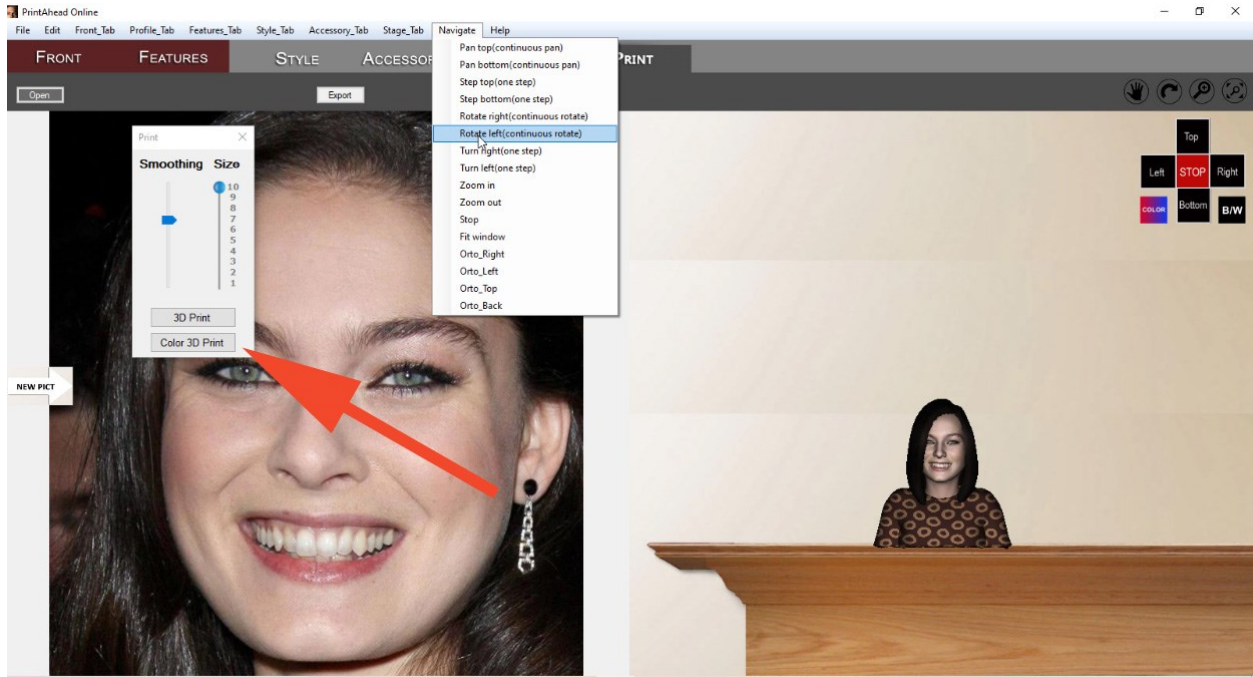 PrintAhead Online
File Edit Front_Tab Profile_Tab Features_Tab Style_Tab Accessory_Tab Stage_Tab Navigate Help
FRONT FEATURES STYLE ACCESSOR PRINT
Open Export
Pan top(continuous pan)
Pan bottom(continuous pan)
Step top(one step)
Step bottom(one step)
Rotate right(continuous rotate)
Rotate left(continuous rotate)
Turn right(one step)
Turn left(one step)
Zoom in
Zoom out
Stop
Fit window
Orto_Right
Orto_Left
Orto_Top
Orto_Back
Print
Smoothing Size
10
9
8
7
6
5
4
3
2
1
3D Print
Color 3D Print
NEW PICT
Top
Left STOP Right
COLOR Bottom B/W